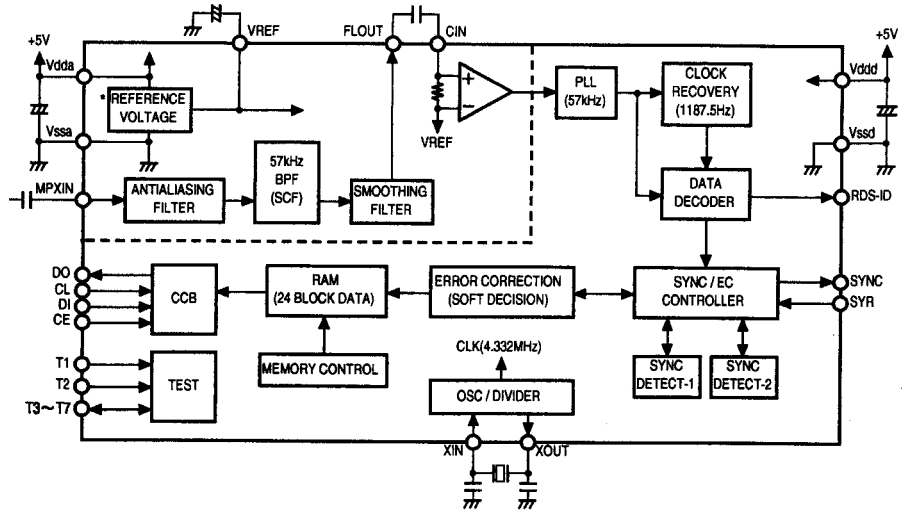 VREF
FLOUT
CIN
+5V
Vdda
* REFERENCE
VOLTAGE
Vssa
+
−
VREF
PLL
(57kHz)
CLOCK
RECOVERY
(1187.5Hz)
+5V
Vddd
Vssd
MPXIN
ANTIALIASING
FILTER
57kHz
BPF
(SCF)
SMOOTHING
FILTER
DATA
DECODER
RDS-ID
DO
CL
DI
CE
CCB
RAM
(24 BLOCK DATA)
ERROR CORRECTION
(SOFT DECISION)
SYNC / EC
CONTROLLER
SYNC
SYR
MEMORY CONTROL
CLK(4.332MHz)
SYNC
DETECT-1
SYNC
DETECT-2
T1
T2
T3~T7
TEST
OSC / DIVIDER
XIN
XOUT